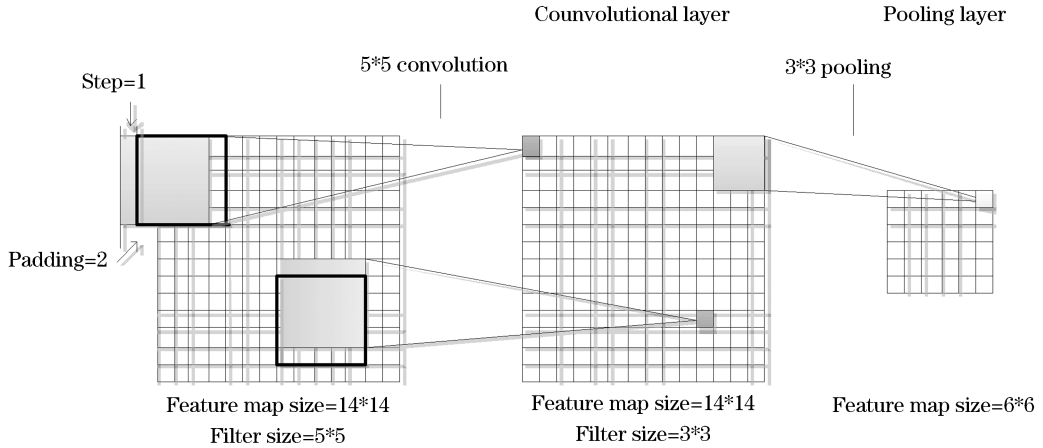 Counvolutional layer
Pooling layer
5*5 convolution
3*3 pooling
Step=1
Padding=2
Feature map size=14*14
Filter size=5*5
Feature map size=14*14
Filter size=3*3
Feature map size=6*6